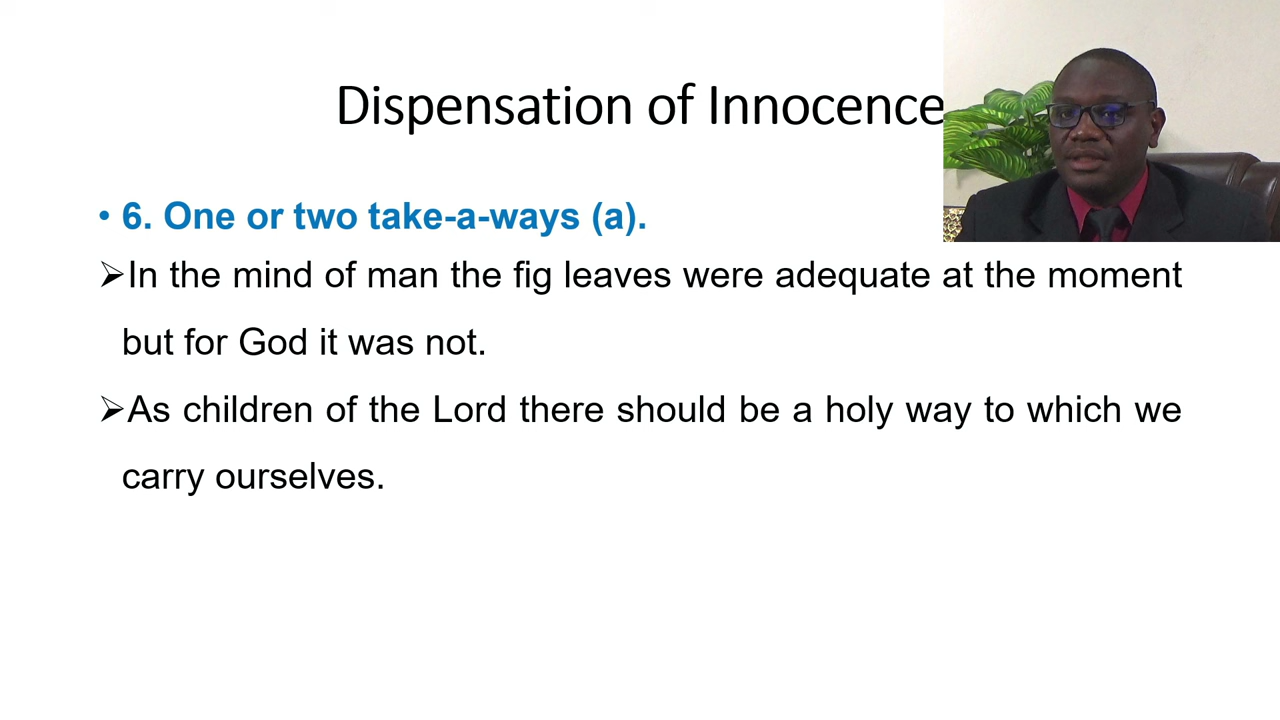 Dispensation of Innocence
• 6. One or two take-a-ways (a).
➢In the mind of man the fig leaves were adequate at the moment
but for God it was not.
➢As children of the Lord there should be a holy way to which we
carry ourselves.